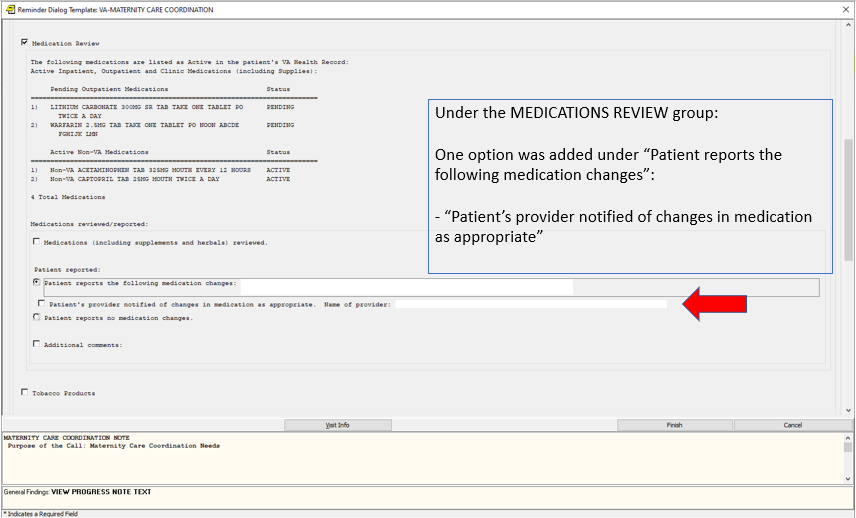 Reminder Dialog Template: VA-MATERNITY CARE COORDINATION
Medication Review
The following medications are listed as Active in the patient's VA Health Record:
Active Inpatient, Outpatient and Clinic Medications (including Supplies):
Pending Outpatient Medications Status
================================================================================
1) LITHIUM CARBONATE 300MG SR TAB TAKE ONE TABLET PO PENDING
TWICE A DAY
2) WARFARIN 2.5MG TAB TAKE ONE TABLET PO NOON ABCDE PENDING
FGHIJK LMN
Active Non-VA Medications Status
================================================================================
1) Non-VA ACETAMINOPHEN TAB 325MG MOUTH EVERY 12 HOURS ACTIVE
2) Non-VA CAPTOPRIL TAB 25MG MOUTH TWICE A DAY ACTIVE
4 Total Medications
Medications reviewed/reported:
Medications (including supplements and herbals) reviewed.
Patient reported:
Patient reports the following medication changes:
Patient's provider notified of changes in medication as appropriate. Name of provider:
Patient reports no medication changes.
Additional comments:
Tobacco Products
Under the MEDICATIONS REVIEW group:
One option was added under “Patient reports the
following medication changes”:
- “Patient’s provider notified of changes in medication
as appropriate”
Visit Info Finish Cancel
MATERNITY CARE COORDINATION NOTE
Purpose of the Call: Maternity Care Coordination Needs
General Findings: VIEW PROGRESS NOTE TEXT
* Indicates a Required Field